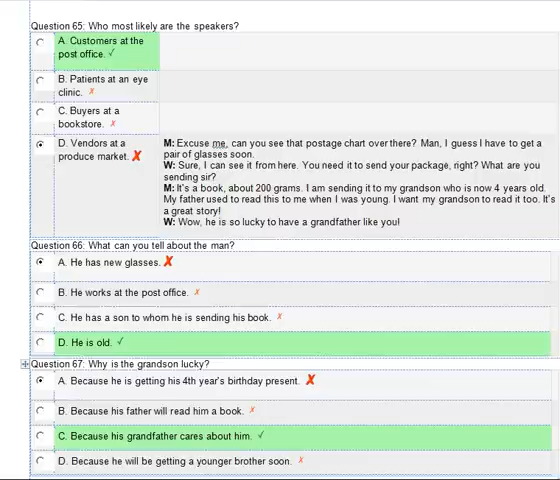 Question 65: Who most likely are the speakers?
A. Customers at the
post office. ✓
B. Patients at an eye
clinic. ✗
C. Buyers at a
bookstore. ✗
D. Vendors at a
produce market. ✗
M: Excuse me, can you see that postage chart over there? Man, I guess I have to get a
pair of glasses soon.
W: Sure, I can see it from here. You need it to send your package, right? What are you
sending sir?
M: It's a book, about 200 grams. I am sending it to my grandson who is now 4 years old.
My father used to read this to me when I was young. I want my grandson to read it too. It's
a great story!
W: Wow, he is so lucky to have a grandfather like you!
Question 66: What can you tell about the man?
A. He has new glasses. ✗
B. He works at the post office. ✗
C. He has a son to whom he is sending his book. ✗
D. He is old. ✓
Question 67: Why is the grandson lucky?
A. Because he is getting his 4th year's birthday present. ✗
B. Because his father will read him a book. ✗
C. Because his grandfather cares about him. ✓
D. Because he will be getting a younger brother soon. ✗